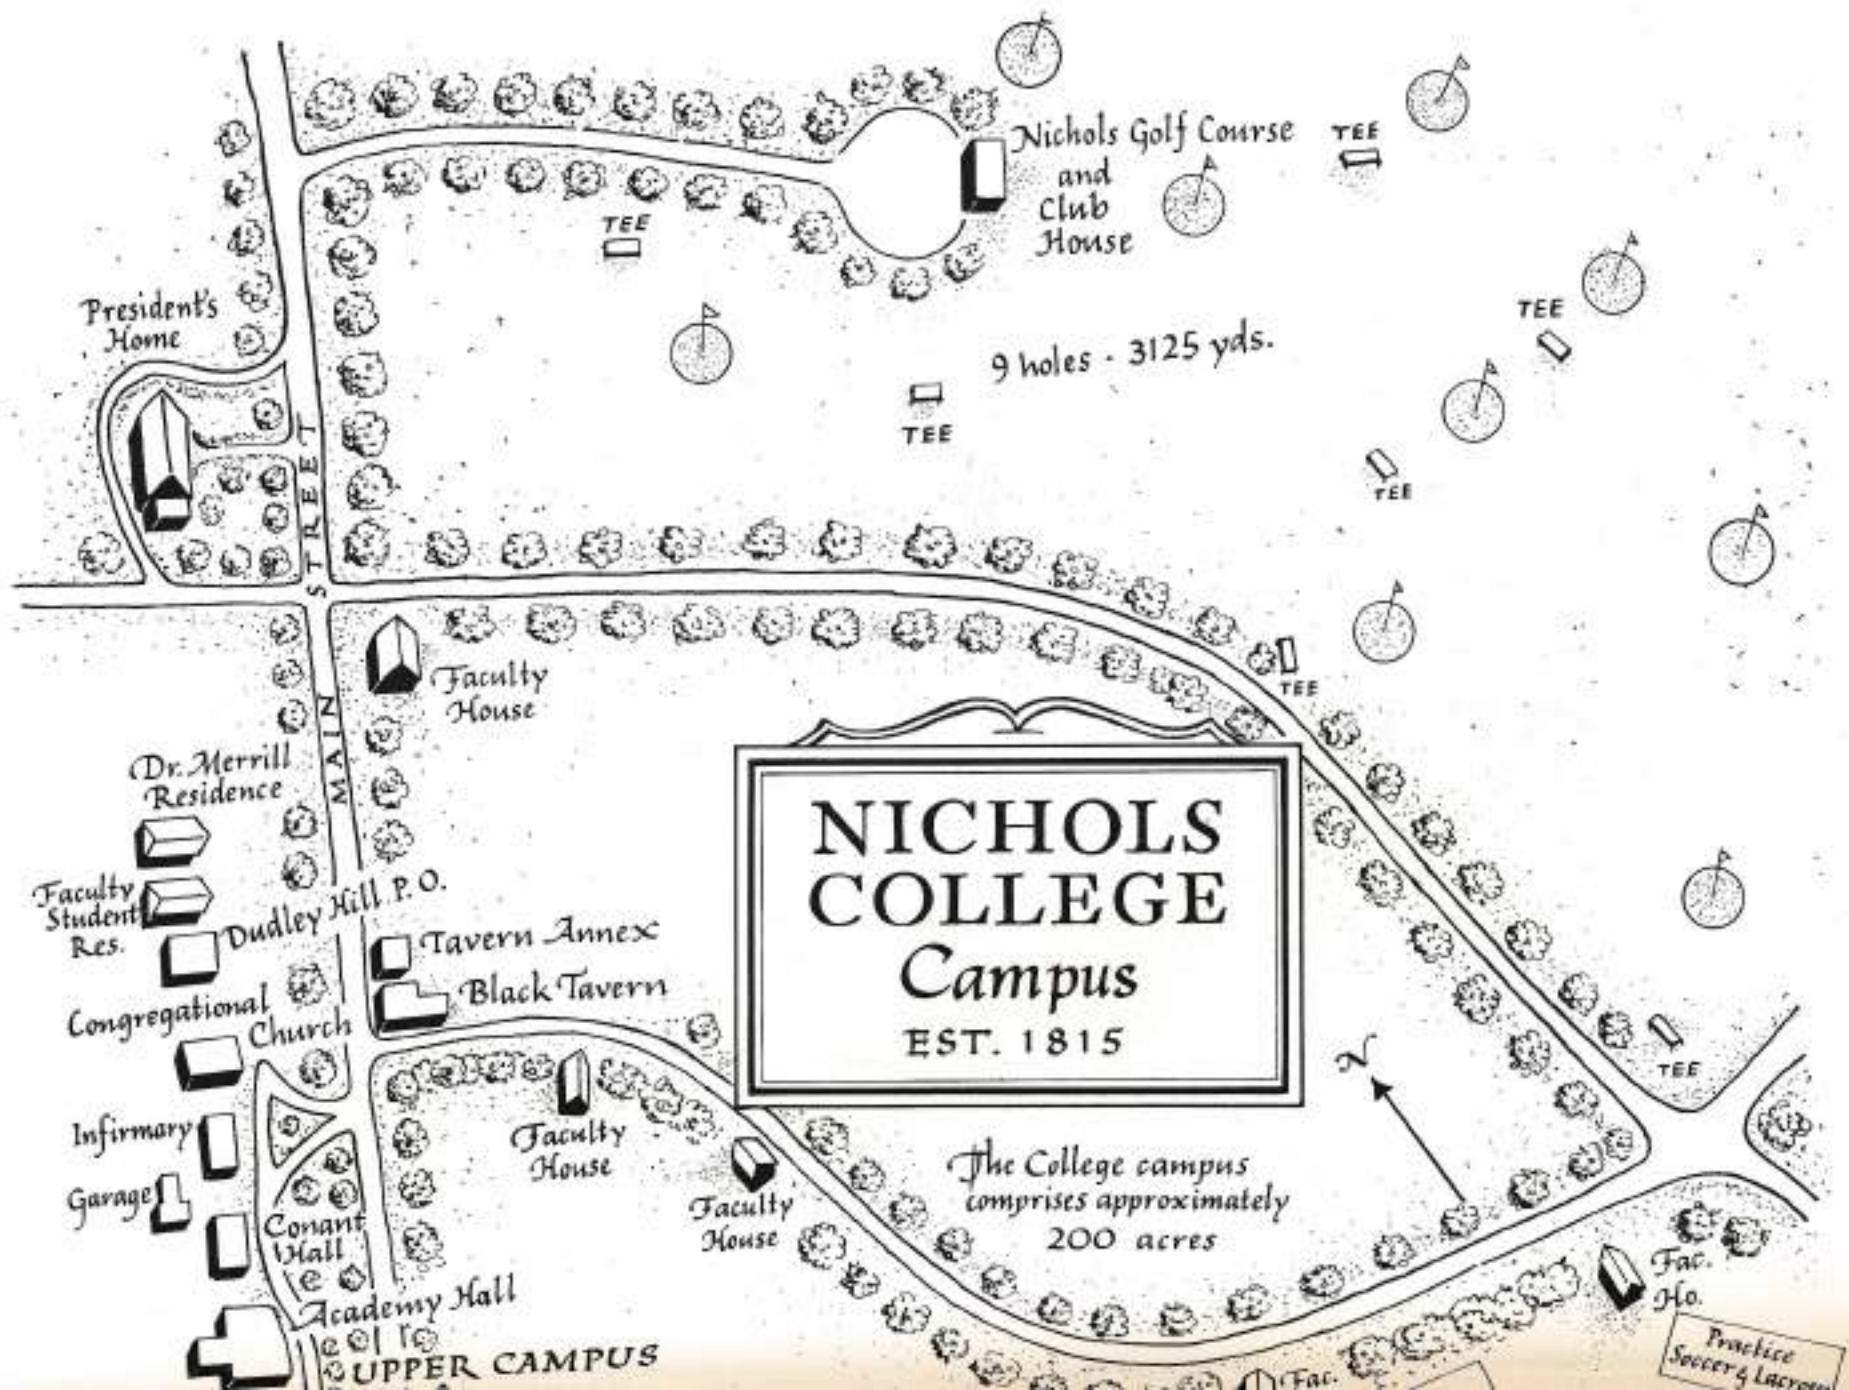 Nichols Golf Course
and
Club
House
TEE
TEE
President's
Home
TEE
9 holes - 3125 yds.
TEE
TEE
STREET
Faculty
House
TEE
MAIN
Dr. Merrill
Residence
Faculty
Student
Res.
Dudley Hill P.O.
Tavern Annex
Black Tavern
Congregational
Church
NICHOLS
COLLEGE
Campus
EST. 1815
N
TEE
Infirmary
Garage
Faculty
House
Faculty
House
The College campus
comprises approximately
200 acres
Conant
Hall
Academy Hall
UPPER CAMPUS
Fac.
Ho.
Fac.
Practice
Soccer & Lacrosse